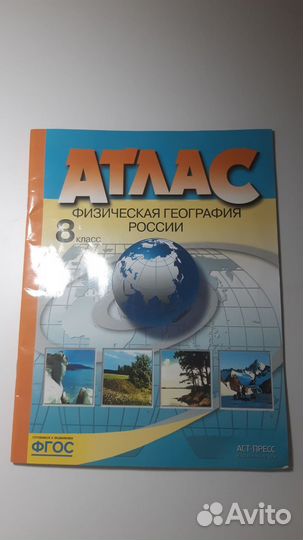 АТЛАС
ФИЗИЧЕСКАЯ ГЕОГРАФИЯ
РОССИИ
8 класс
ФГОС
АСТ-ПРЕСС
Avito